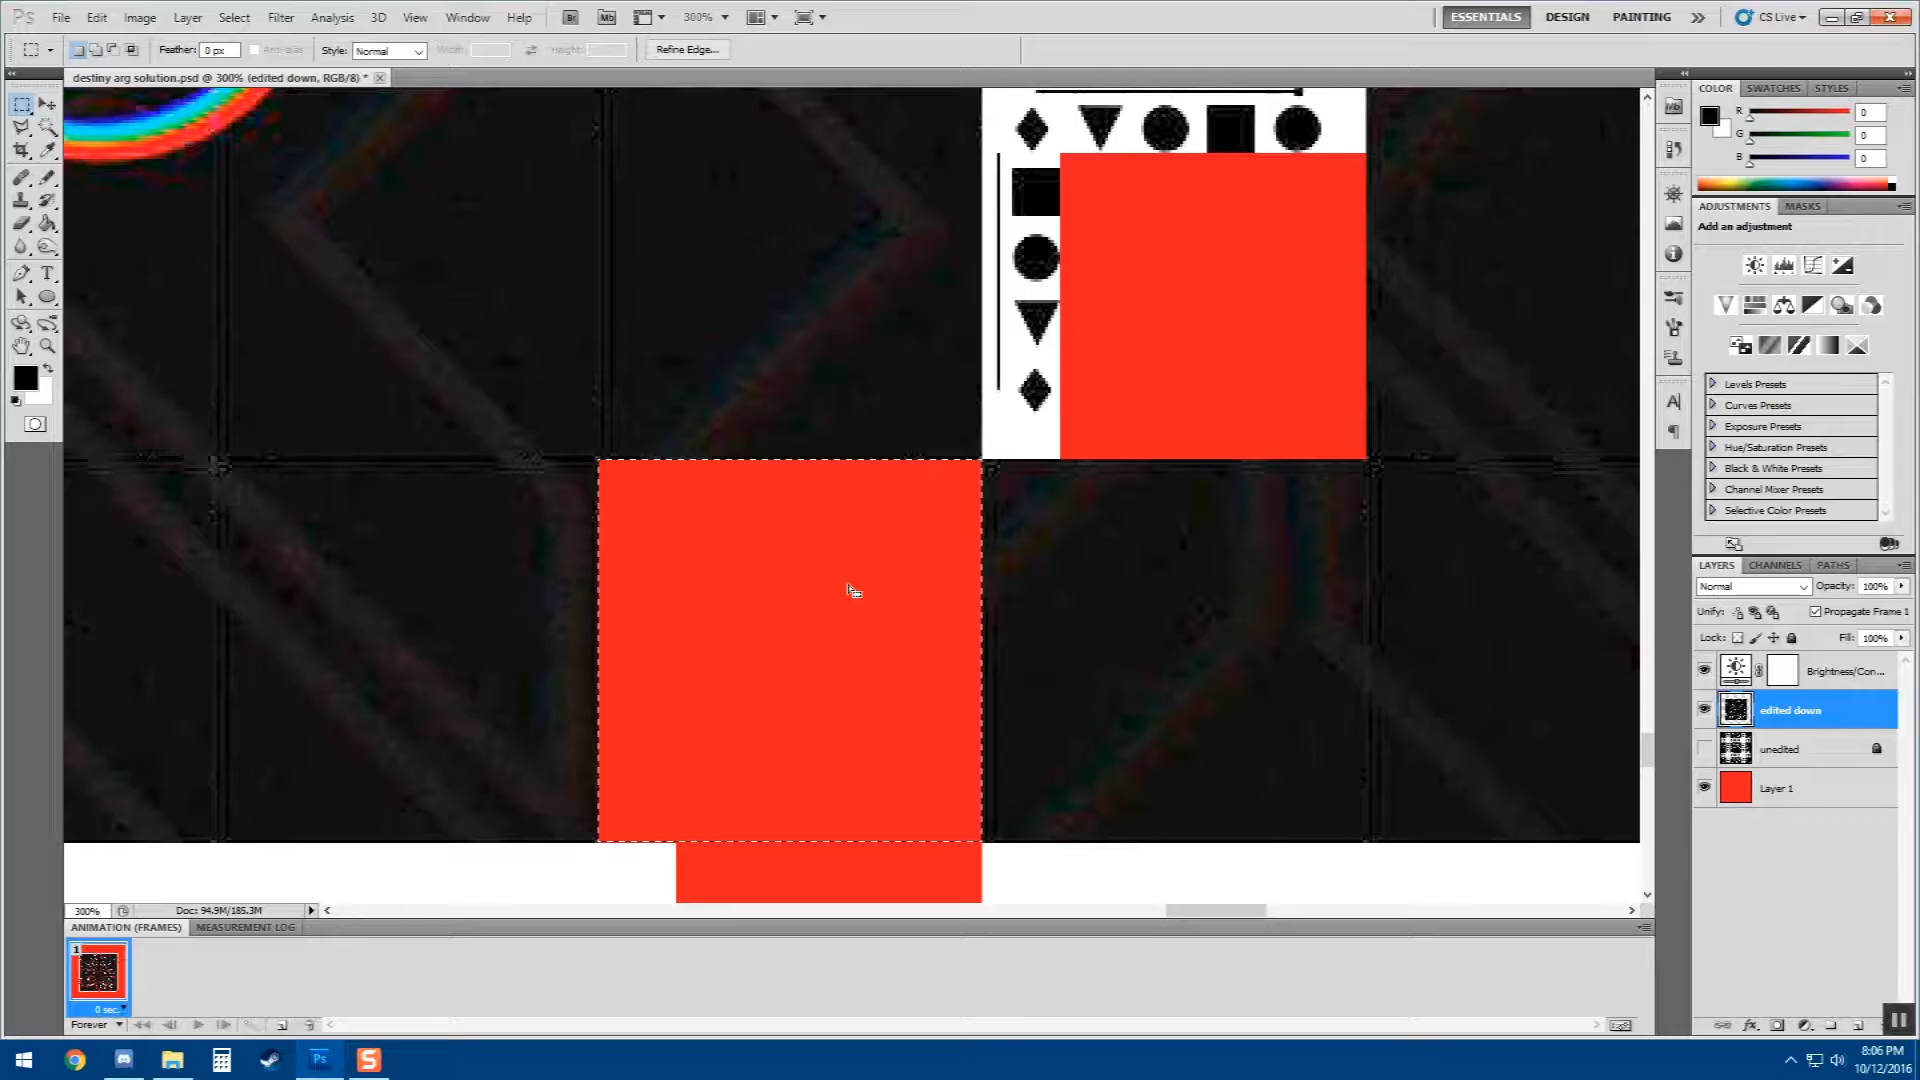 Ps File Edit Image Layer Select Filter Analysis 3D View Window Help Br Mb 300% ESSENTIALS DESIGN PAINTING CS Live
Feather: 0 px Anti-alias Style: Normal Width: Height: Refine Edge...
destiny arg solution.psd @ 300% (edited down, RGB/8) *
COLOR SWATCHES STYLES
R 0
G 0
B 0
ADJUSTMENTS MASKS
Add an adjustment
Levels Presets
Curves Presets
Exposure Presets
Hue/Saturation Presets
Black & White Presets
Channel Mixer Presets
Selective Color Presets
LAYERS CHANNELS PATHS
Normal Opacity: 100%
Unify: Propagate Frame 1
Lock: Fill: 100%
Brightness/Con...
edited down
unedited
Layer 1
300% Doc: 94.9M/185.3M
ANIMATION (FRAMES) MEASUREMENT LOG
1
0 sec.
Forever
Ps S
8:06 PM
10/12/2016